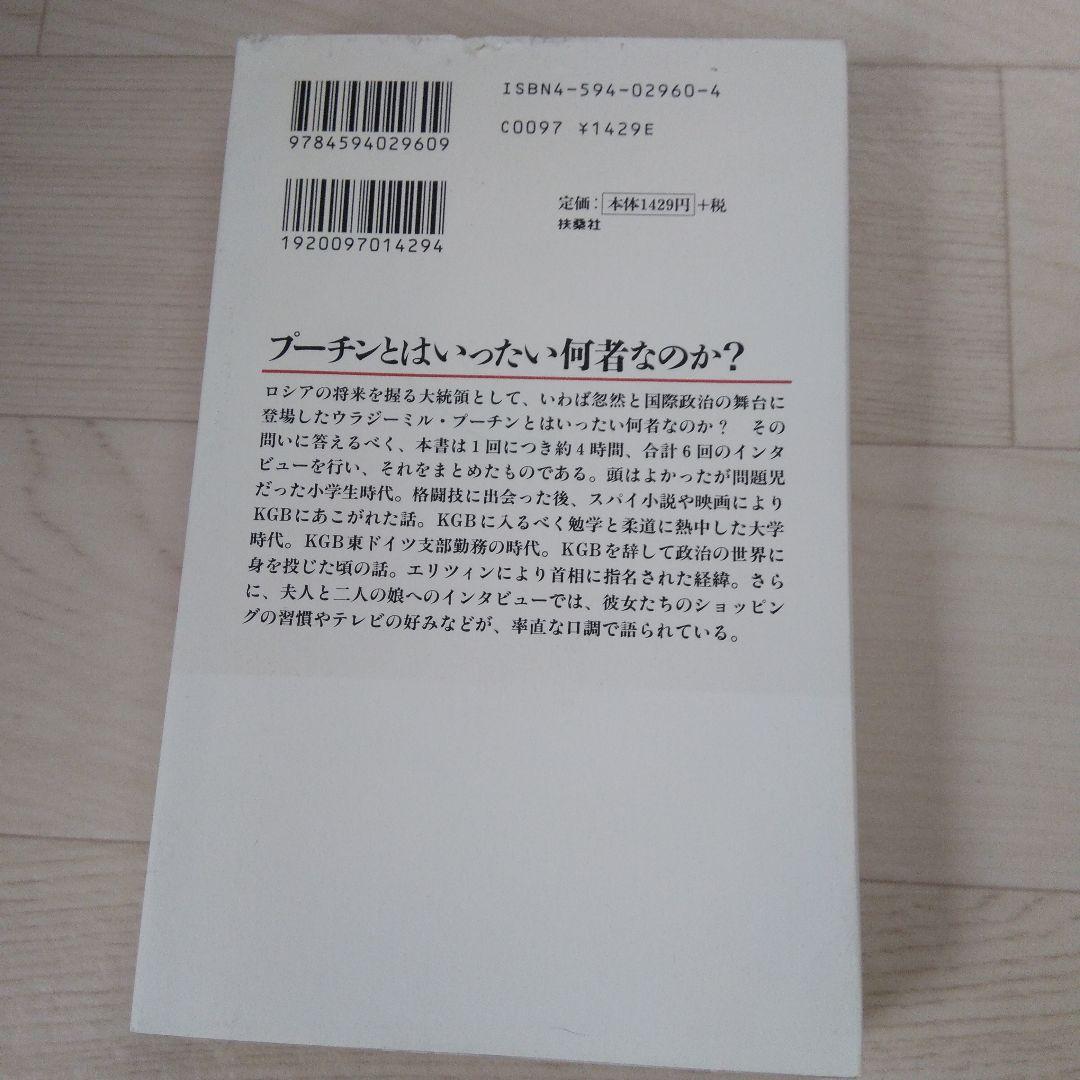 ISBN4-594-02960-4
C0097 ¥1429E
9784594029609
1920097014294
定価：本体1429円+税
扶桑社
プーチンとはいったい何者なのか？
ロシアの将来を握る大統領として、いわば忽然と国際政治の舞台に
登場したウラジーミル・プーチンとはいったい何者なのか？　その
問いに答えるべく、本書は1回につき約4時間、合計6回のインタ
ビューを行い、それをまとめたものである。頭はよかったが問題児
だった小学生時代。格闘技に出会った後、スパイ小説や映画により
KGBにあこがれた話。KGBに入るべく勉学と柔道に熱中した大学
時代。KGB東ドイツ支部勤務の時代。KGBを辞して政治の世界に
身を投じた頃の話。エリツィンにより首相に指名された経緯。さら
に、夫人と二人の娘へのインタビューでは、彼女たちのショッピン
グの習慣やテレビの好みなどが、率直な口調で語られている。